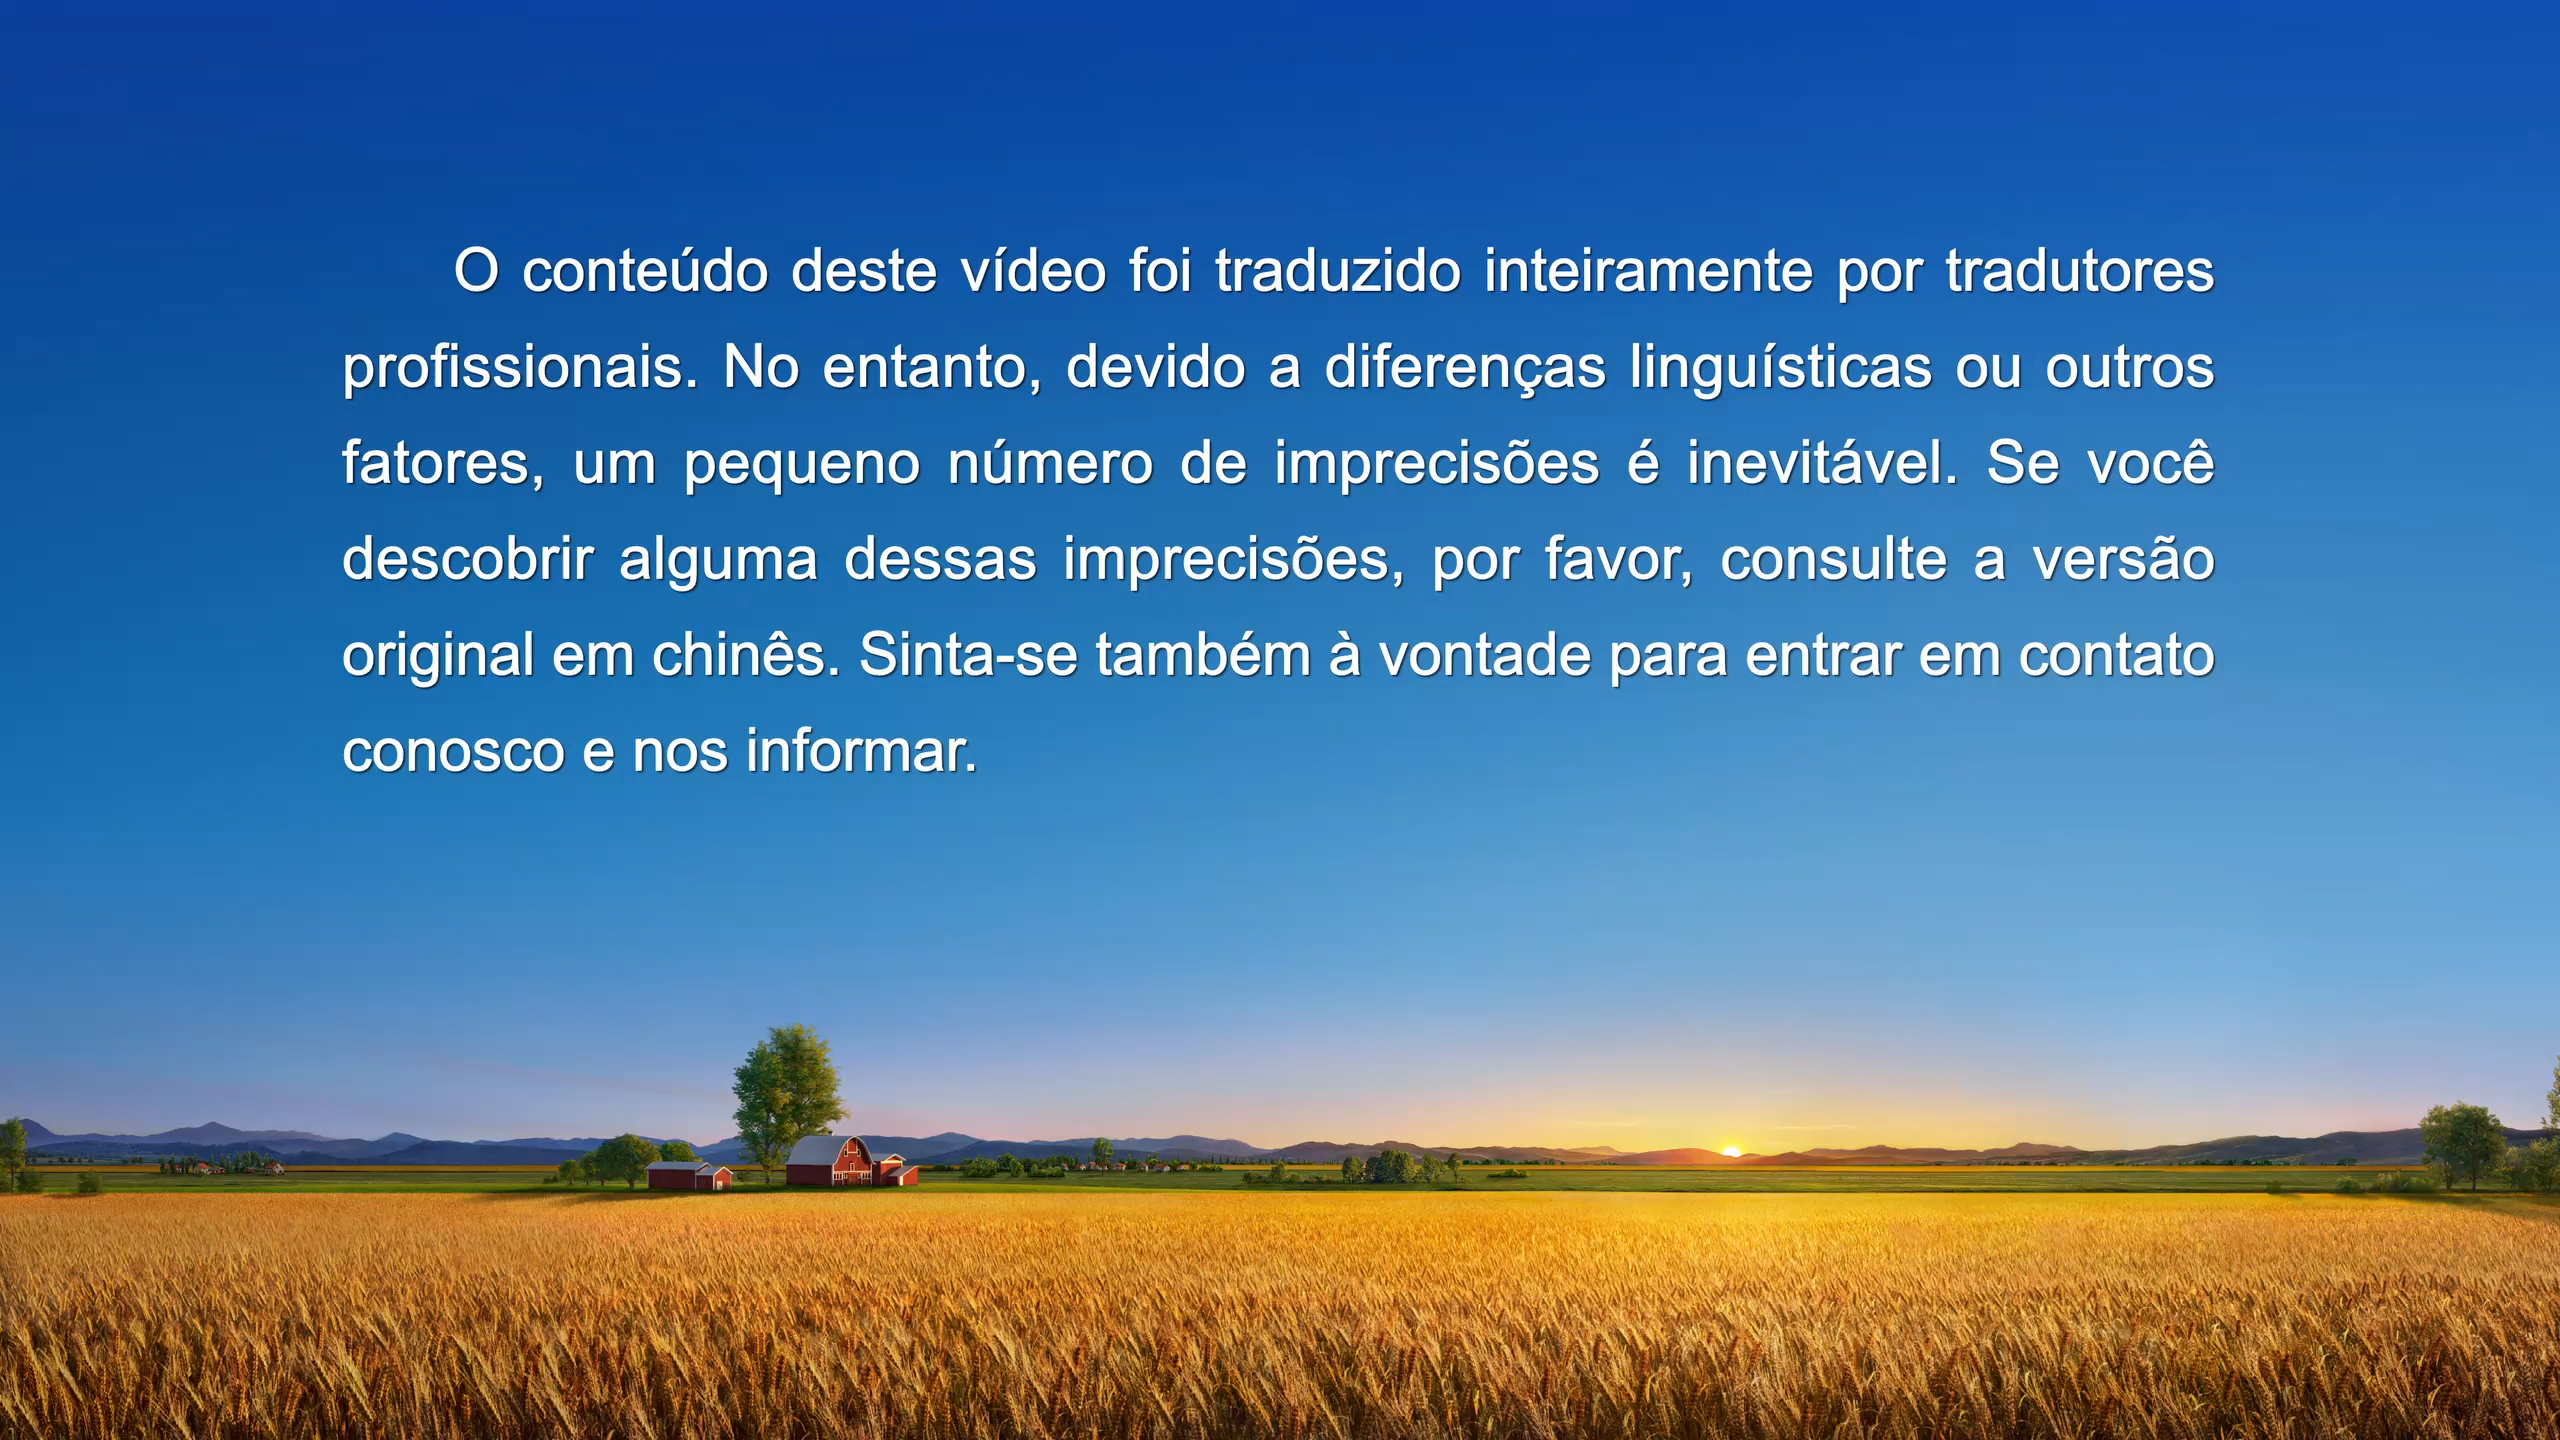 O conteúdo deste vídeo foi traduzido inteiramente por tradutores
profissionais. No entanto, devido a diferenças linguísticas ou outros
fatores, um pequeno número de imprecisões é inevitável. Se você
descobrir alguma dessas imprecisões, por favor, consulte a versão
original em chinês. Sinta-se também à vontade para entrar em contato
conosco e nos informar.